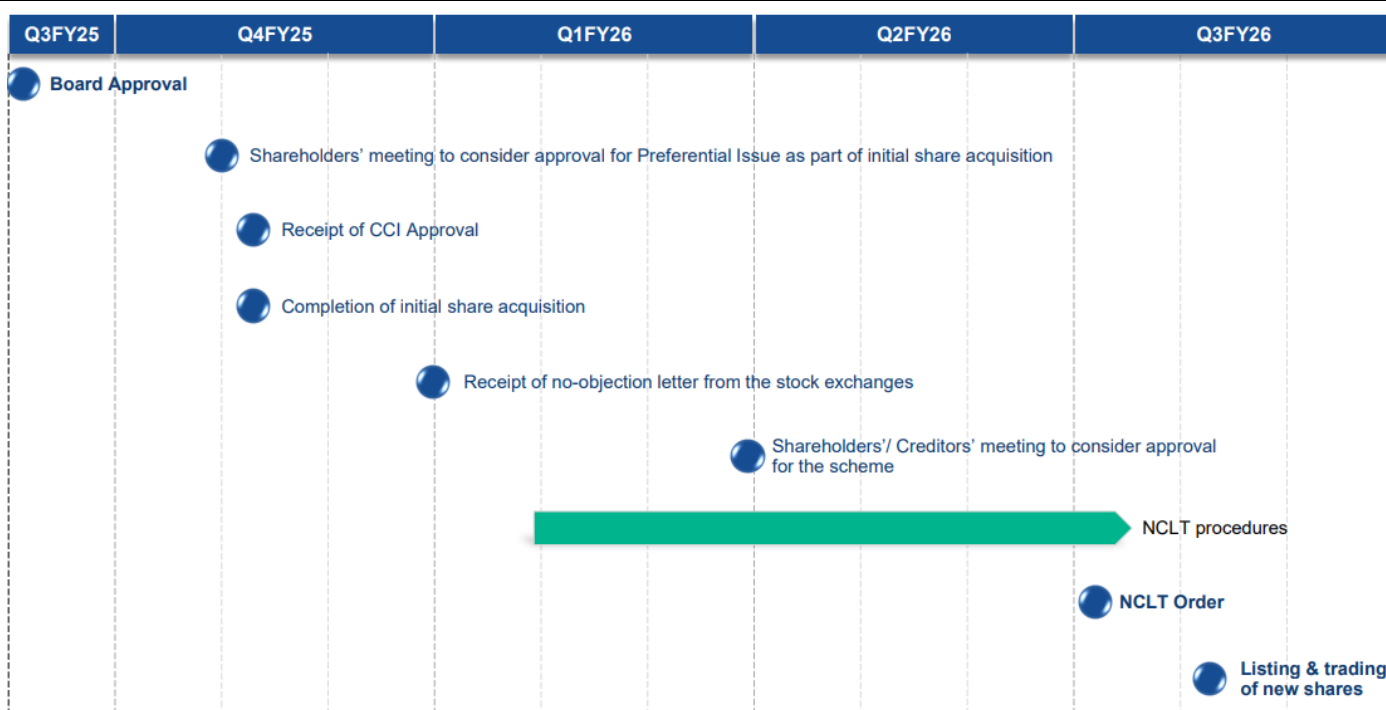 Q3FY25 Q4FY25 Q1FY26 Q2FY26 Q3FY26
Board Approval
Shareholders’ meeting to consider approval for Preferential Issue as part of initial share acquisition
Receipt of CCI Approval
Completion of initial share acquisition
Receipt of no-objection letter from the stock exchanges
Shareholders’/ Creditors’ meeting to consider approval
for the scheme
NCLT procedures
NCLT Order
Listing & trading
of new shares